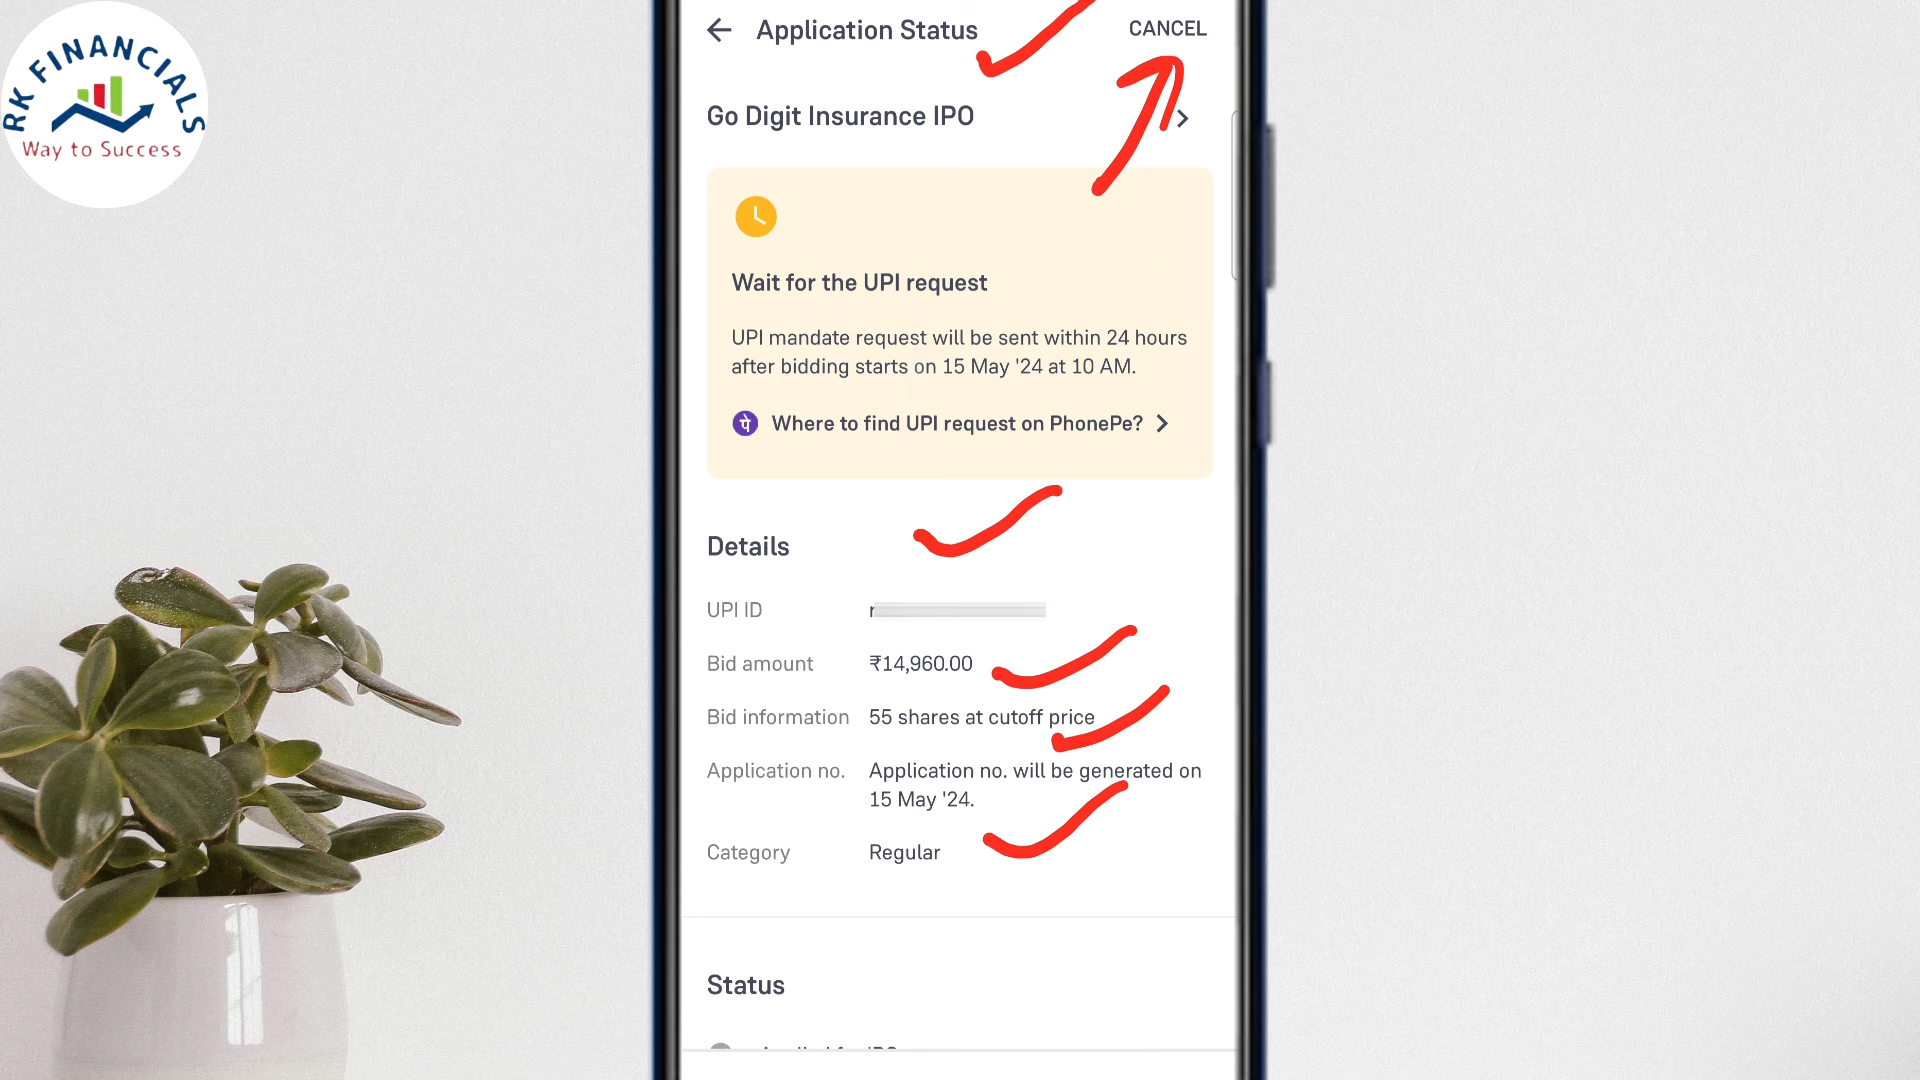 RK FINANCIALS
Way to Success
Application Status
CANCEL
Go Digit Insurance IPO
Wait for the UPI request
UPI mandate request will be sent within 24 hours
after bidding starts on 15 May '24 at 10 AM.
पे
Where to find UPI request on PhonePe?
Details
UPI ID
Bid amount ₹14,960.00
Bid information 55 shares at cutoff price
Application no. Application no. will be generated on
15 May '24.
Category Regular
Status